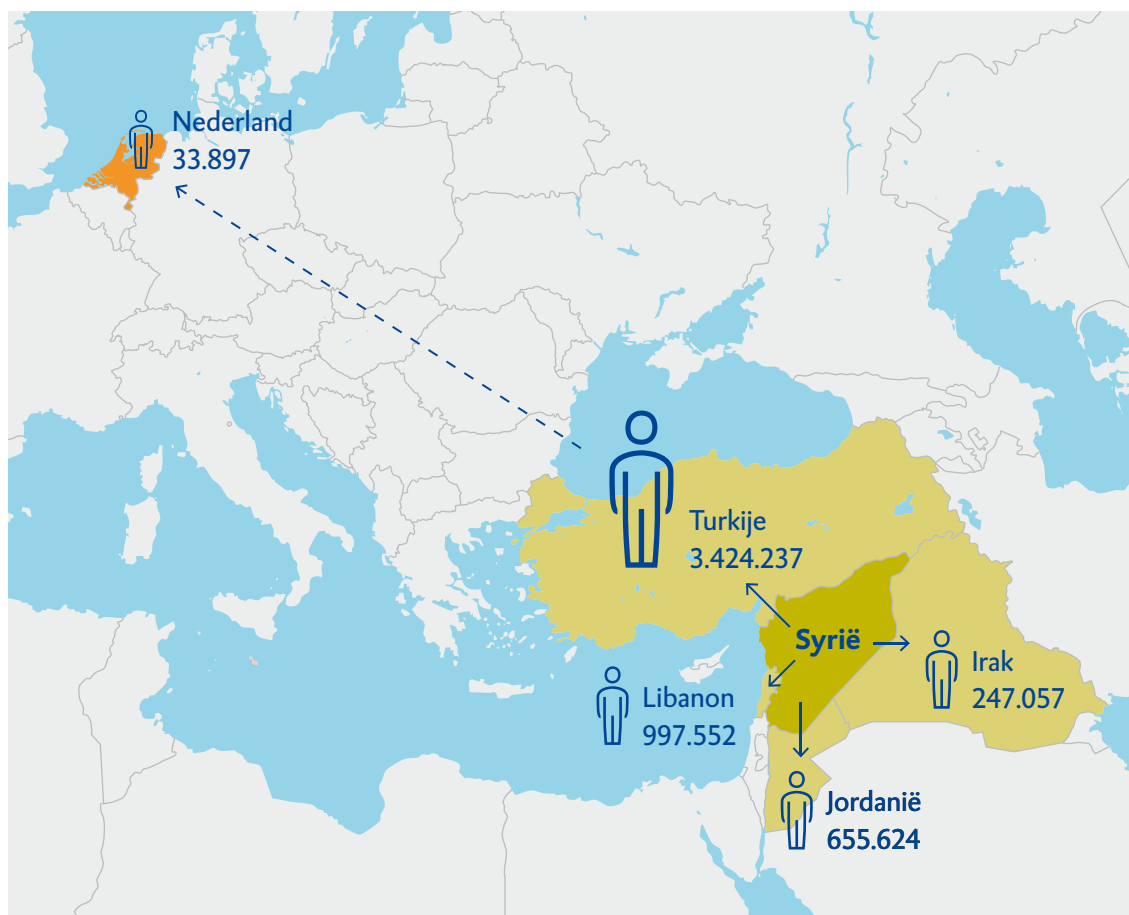 Nederland
33.897
Turkije
3.424.237
Syrië
Irak
247.057
Libanon
997.552
Jordanië
655.624